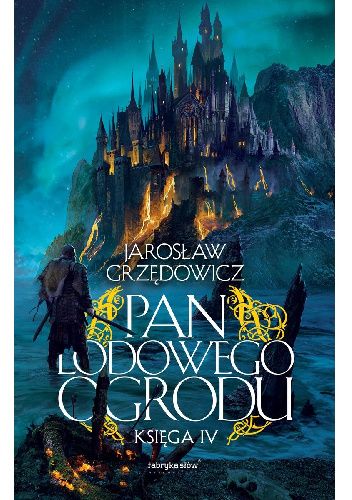 JAROSŁAW
GRZĘDOWICZ
PAN
LODOWEGO
OGRODU
KSIĘGA IV
fabryka słów